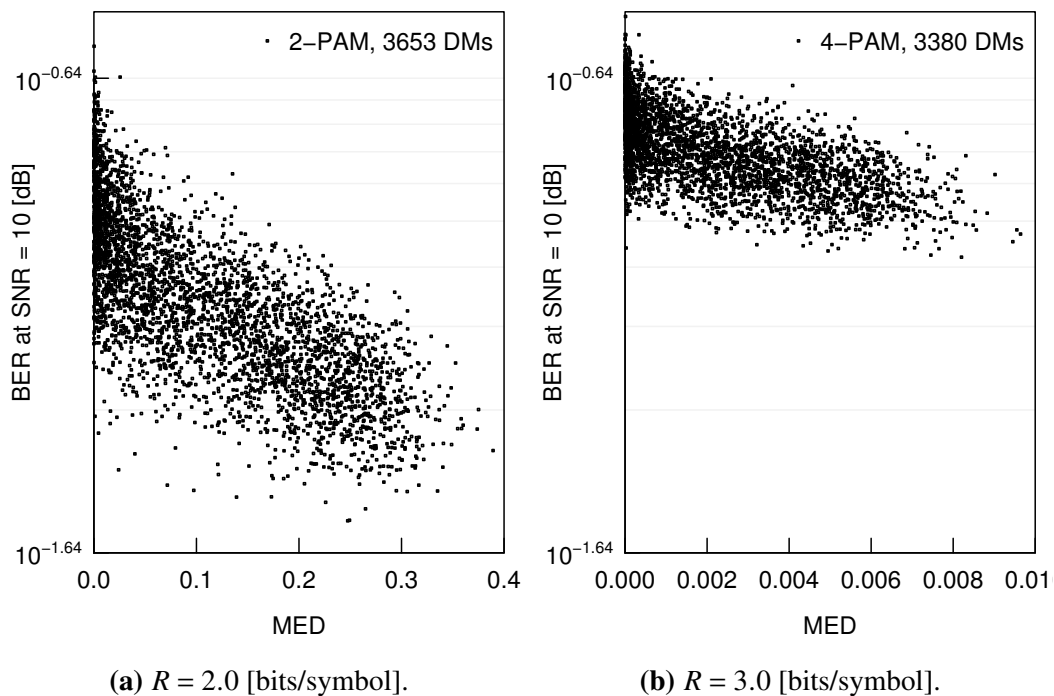 2−PAM, 3653 DMs
10^−0.64
BER at SNR = 10 [dB]
10^−1.64
0.0 0.1 0.2 0.3 0.4
MED
(a) R = 2.0 [bits/symbol].
4−PAM, 3380 DMs
10^−0.64
BER at SNR = 10 [dB]
10^−1.64
0.000 0.002 0.004 0.006 0.008 0.01
MED
(b) R = 3.0 [bits/symbol].